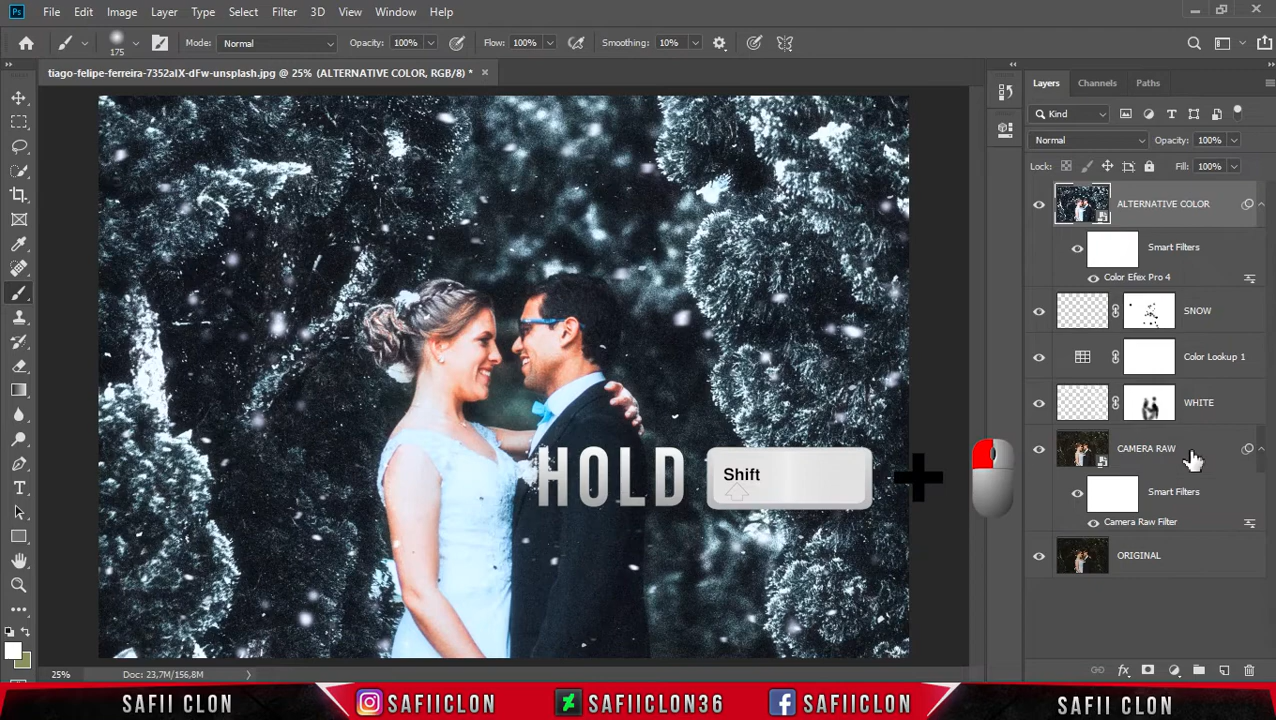 Ps File Edit Image Layer Type Select Filter 3D View Window Help
175 Mode: Normal Opacity: 100% Flow: 100% Smoothing: 10%
tiago-felipe-ferreira-7352aIX-dFw-unsplash.jpg @ 25% (ALTERNATIVE COLOR, RGB/8) *
Layers Channels Paths
Kind
Normal Opacity: 100%
Lock: Fill: 100%
ALTERNATIVE COLOR
Smart Filters
Color Efex Pro 4
SNOW
Color Lookup 1
WHITE
CAMERA RAW
Smart Filters
Camera Raw Filter
ORIGINAL
HOLD Shift +
25% Doc: 23,7M/156,8M
fx
SAFII CLON SAFIICLON SAFIICLON36 SAFIICLON SAFII CLON